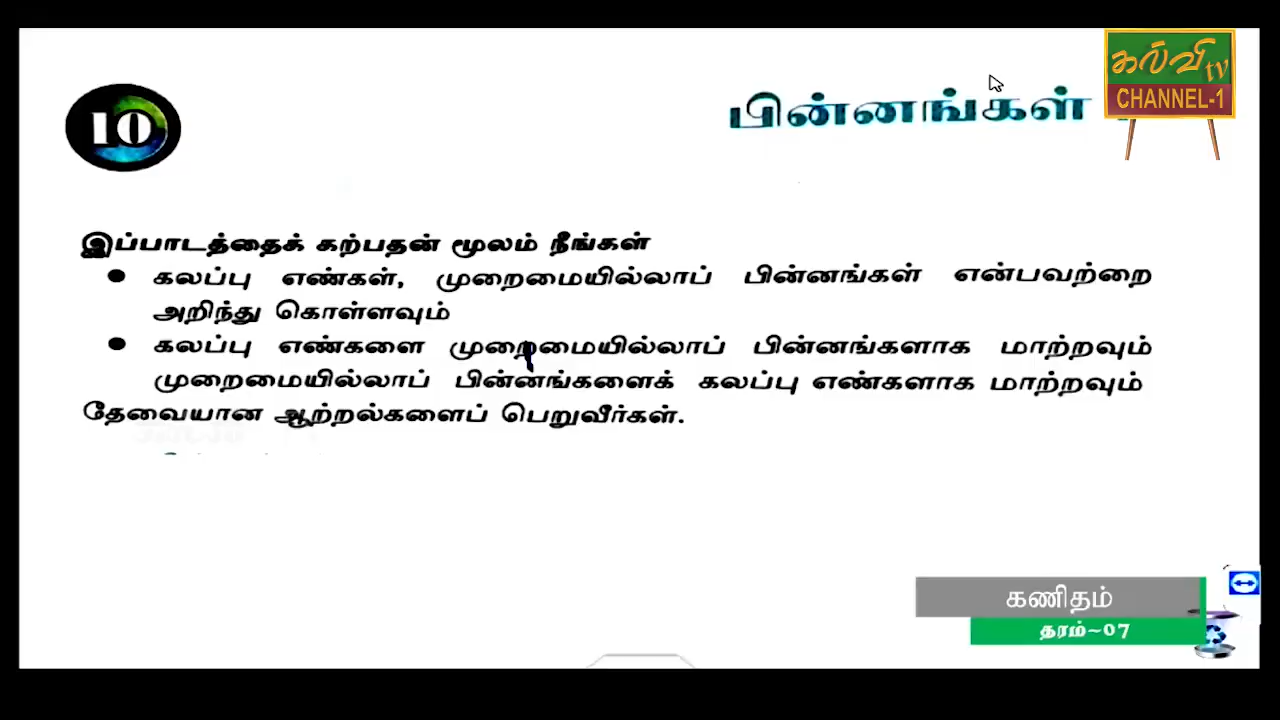 10
பின்னங்கள்
கல்வி tv
CHANNEL-1
இப்பாடத்தைக் கற்பதன் மூலம் நீங்கள்
● கலப்பு எண்கள், முறைமையில்லாப் பின்னங்கள் என்பவற்றை
அறிந்து கொள்ளவும்
● கலப்பு எண்களை முறைமையில்லாப் பின்னங்களாக மாற்றவும்
முறைமையில்லாப் பின்னங்களைக் கலப்பு எண்களாக மாற்றவும்
தேவையான ஆற்றல்களைப் பெறுவீர்கள்.
கணிதம்
தரம்-07